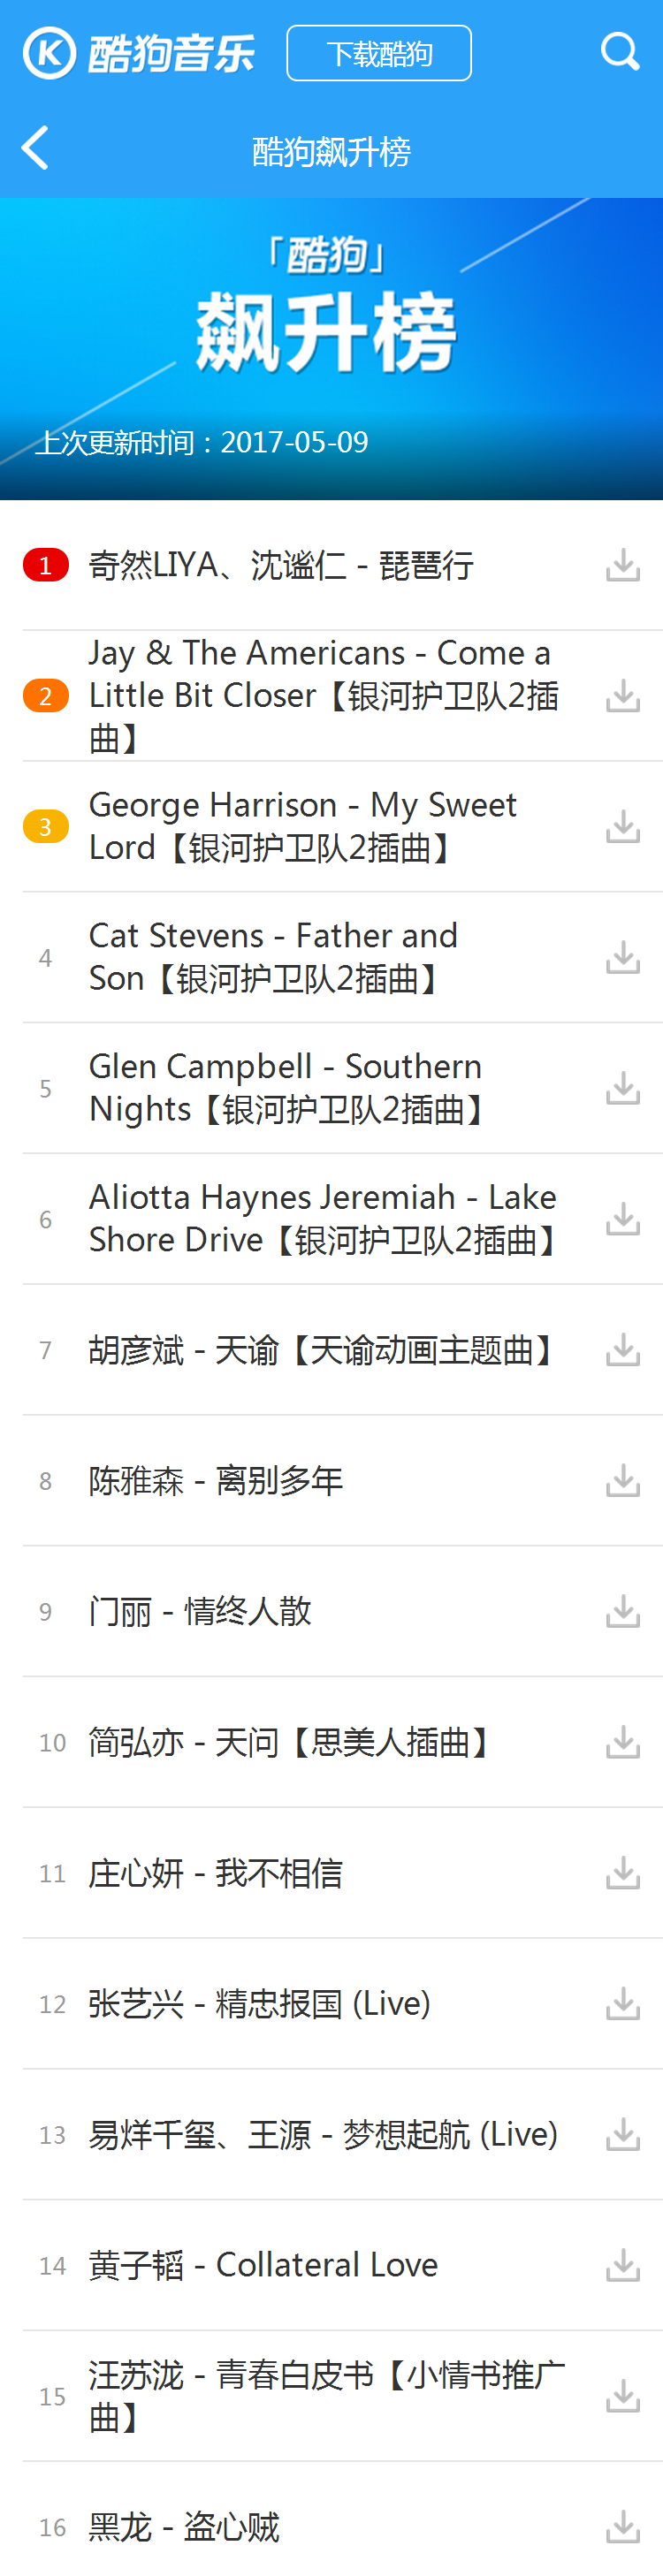 K 酷狗音乐 下载酷狗
酷狗飙升榜
「酷狗」
飙升榜
上次更新时间：2017-05-09
1 奇然LIYA、沈谧仁 - 琵琶行
2 Jay & The Americans - Come a
Little Bit Closer【银河护卫队2插
曲】
3 George Harrison - My Sweet
Lord【银河护卫队2插曲】
4 Cat Stevens - Father and
Son【银河护卫队2插曲】
5 Glen Campbell - Southern
Nights【银河护卫队2插曲】
6 Aliotta Haynes Jeremiah - Lake
Shore Drive【银河护卫队2插曲】
7 胡彦斌 - 天谕【天谕动画主题曲】
8 陈雅森 - 离别多年
9 门丽 - 情终人散
10 简弘亦 - 天问【思美人插曲】
11 庄心妍 - 我不相信
12 张艺兴 - 精忠报国 (Live)
13 易烊千玺、王源 - 梦想起航 (Live)
14 黄子韬 - Collateral Love
15 汪苏泷 - 青春白皮书【小情书推广
曲】
16 黑龙 - 盗心贼